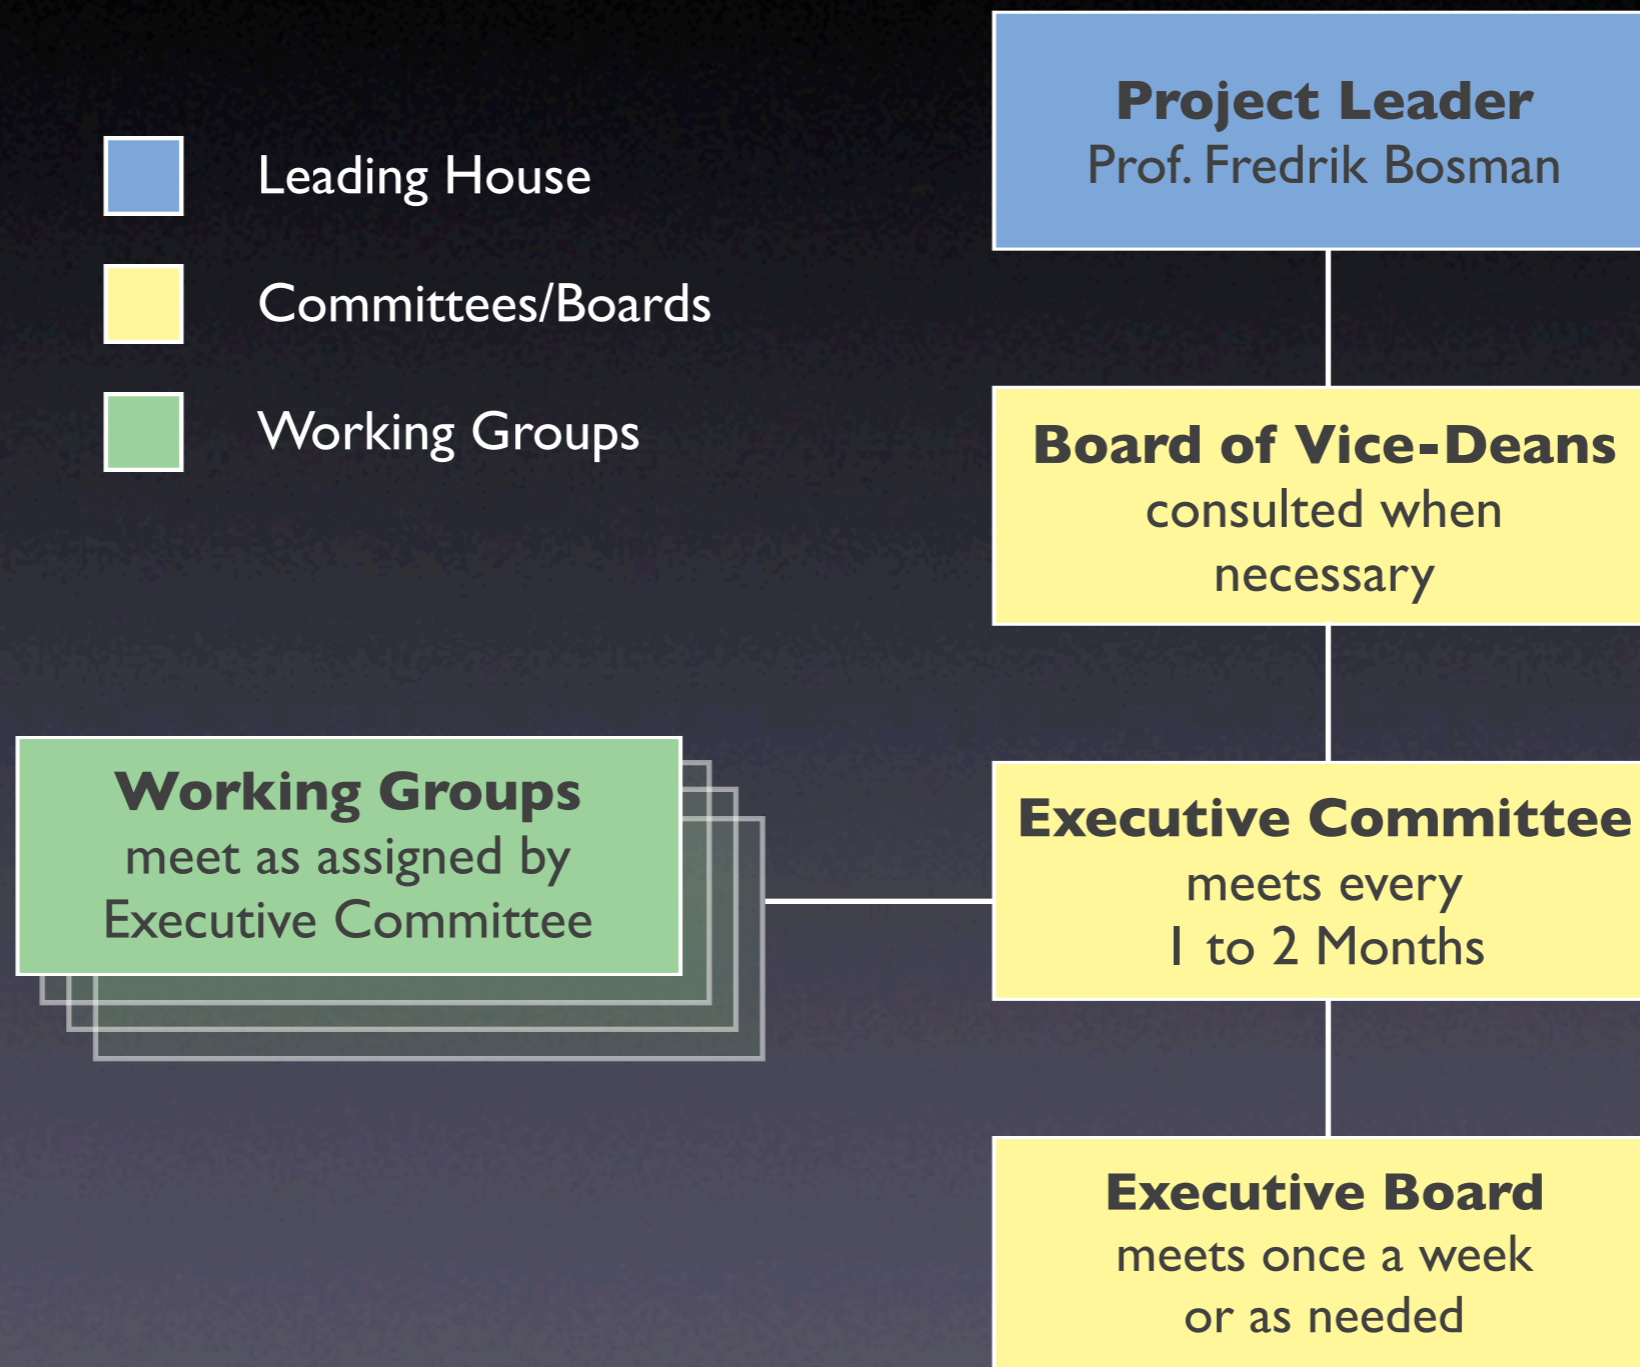 Leading House
Committees/Boards
Working Groups
Project Leader
Prof. Fredrik Bosman
Board of Vice-Deans
consulted when
necessary
Working Groups
meet as assigned by
Executive Committee
Executive Committee
meets every
1 to 2 Months
Executive Board
meets once a week
or as needed